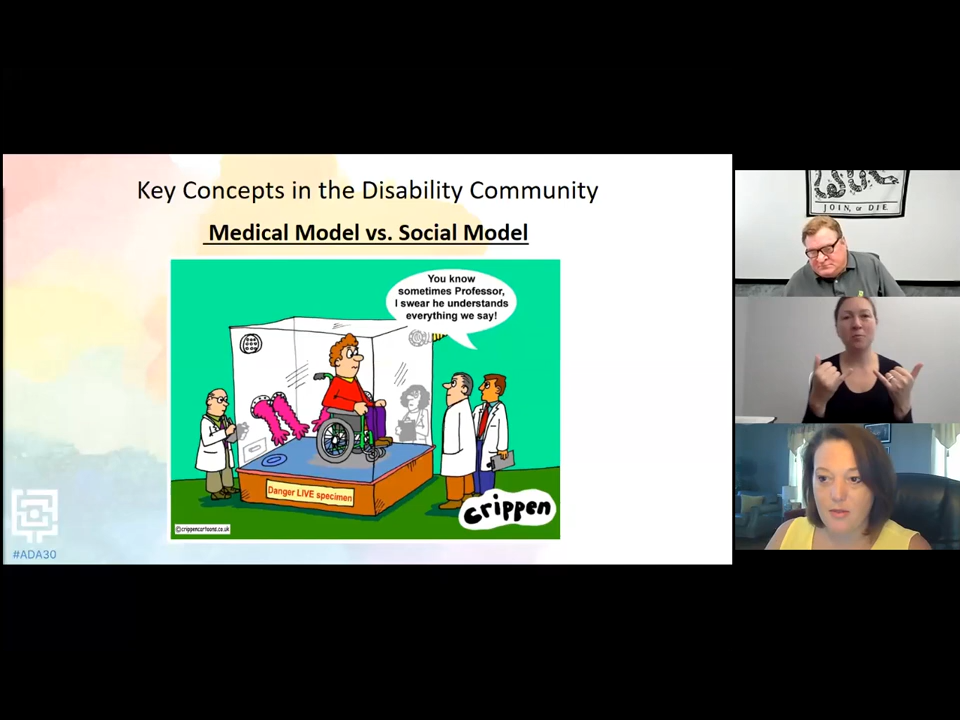 Key Concepts in the Disability Community
Medical Model vs. Social Model
You know
sometimes Professor,
I swear he understands
everything we say!
Danger LIVE specimen
Crippen
©crippencartoons.co.uk
#ADA30
JOIN, or DIE.